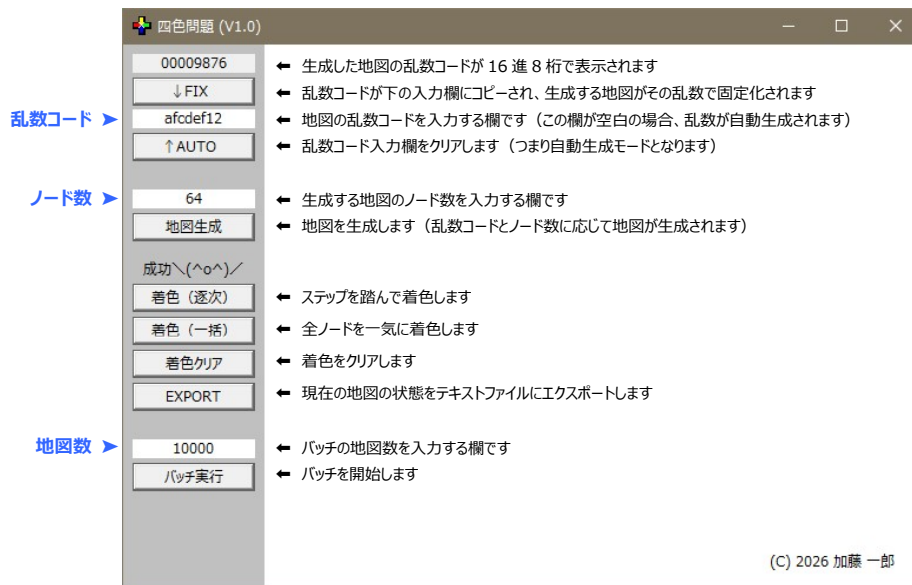 四色問題 (V1.0)
00009876 ⬅ 生成した地図の乱数コードが 16 進 8 桁で表示されます
↓FIX ⬅ 乱数コードが下の入力欄にコピーされ、生成する地図がその乱数で固定化されます
乱数コード ➤ afcdef12 ⬅ 地図の乱数コードを入力する欄です（この欄が空白の場合、乱数が自動生成されます）
↑AUTO ⬅ 乱数コード入力欄をクリアします（つまり自動生成モードとなります）
ノード数 ➤ 64 ⬅ 生成する地図のノード数を入力する欄です
地図生成 ⬅ 地図を生成します（乱数コードとノード数に応じて地図が生成されます）
成功＼(^o^)／
着色（逐次） ⬅ ステップを踏んで着色します
着色（一括） ⬅ 全ノードを一気に着色します
着色クリア ⬅ 着色をクリアします
EXPORT ⬅ 現在の地図の状態をテキストファイルにエクスポートします
地図数 ➤ 10000 ⬅ バッチの地図数を入力する欄です
バッチ実行 ⬅ バッチを開始します
(C) 2026 加藤 一郎